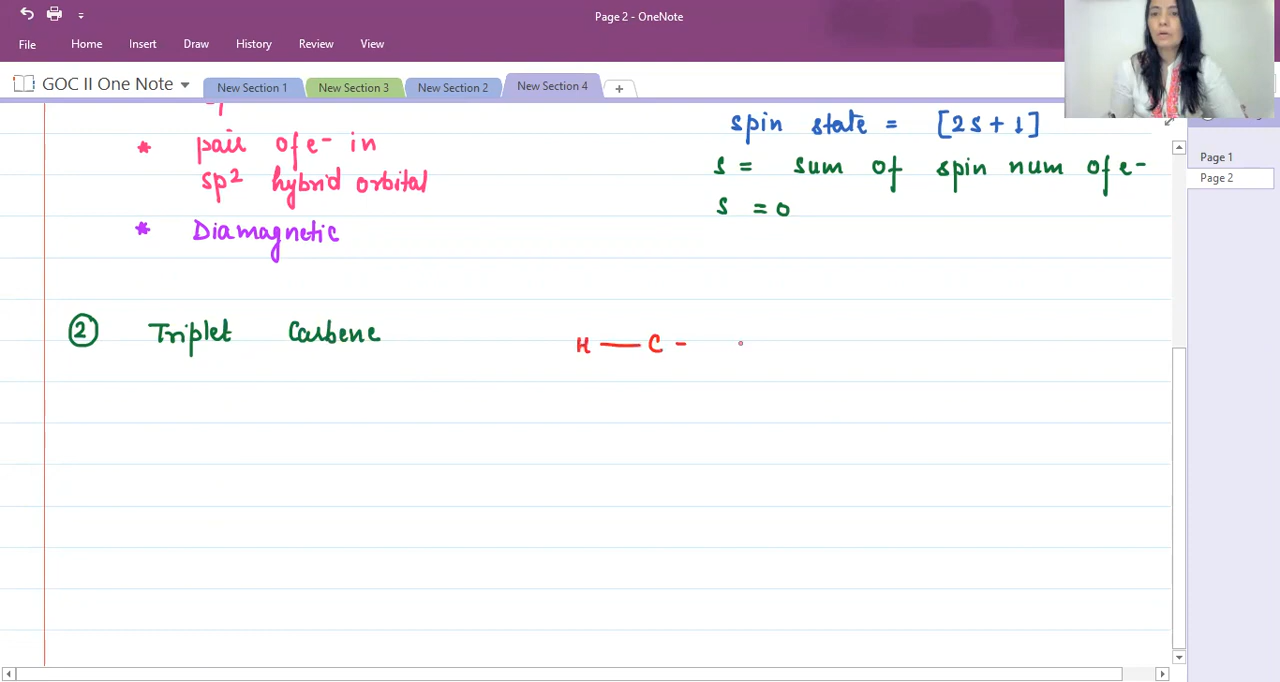 Page 2 - OneNote
File Home Insert Draw History Review View
GOC II One Note New Section 1 New Section 3 New Section 2 New Section 4 +
Page 1
Page 2
* pair of e- in
sp² hybrid orbital
* Diamagnetic
spin state = [2s + 1]
s = sum of spin num of e-
s = 0
② Triplet Carbene H — C -